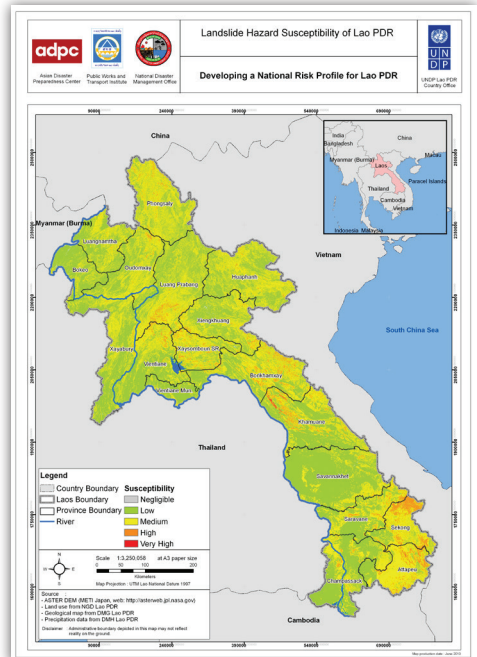 Landslide Hazard Susceptibility of Lao PDR
Developing a National Risk Profile for Lao PDR
adpc
Asian Disaster
Preparedness Center
Public Works and
Transport Institute
National Disaster
Management Office
UN
DP
UNDP Lao PDR
Country Office
China
Myanmar (Burma)
Vietnam
South China Sea
Thailand
Cambodia
Phongsaly
Luangnamtha
Bokeo
Oudomxay
Luang Prabang
Huaphanh
Xiengkhuang
Xayabury
Xaysomboun SR
Vientiane
Vientiane Mun.
Borikhamxay
Khamuane
Savannakhet
Saravane
Sekong
Champassack
Attapeu
India
Bangladesh
China
Macau
Myanmar (Burma)
Laos
Paracel Islands
Thailand
Cambodia
Vietnam
Indonesia
Malaysia
Legend
Country Boundary
Laos Boundary
Province Boundary
River
Susceptibility
Negligible
Low
Medium
High
Very High
N
W
E
S
Scale 1:3,250,058 at A3 paper size
0 50 100 200
Kilometers
Map Projection : UTM Lao National Datum 1997
Source :
- ASTER DEM (METI Japan, web: http://asterweb.jpl.nasa.gov)
- Land use from NGD Lao PDR
- Geological map from DMG Lao PDR
- Precipitation data from DMH Lao PDR
Disclaimer : Administrative boundary depicted in this map may not reflect
reality on the ground.